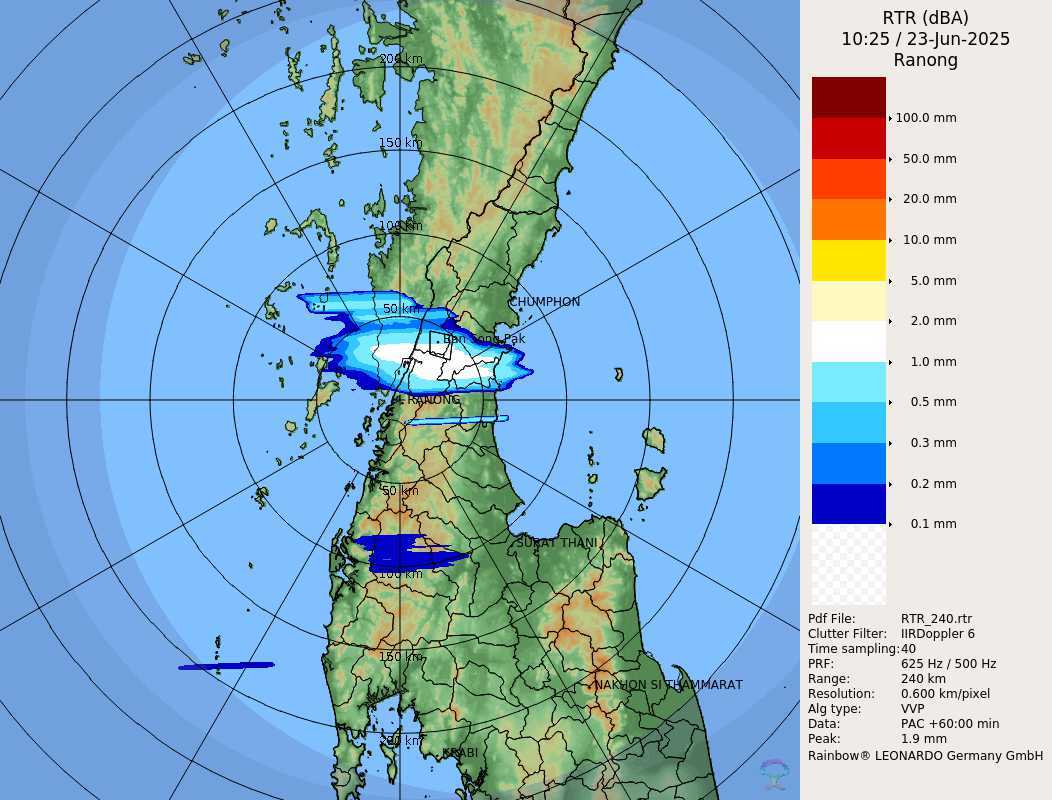 RTR (dBA)
10:25 / 23-Jun-2025
Ranong
100.0 mm
50.0 mm
20.0 mm
10.0 mm
5.0 mm
2.0 mm
1.0 mm
0.5 mm
0.3 mm
0.2 mm
0.1 mm
Pdf File: RTR_240.rtr
Clutter Filter: IIRDoppler 6
Time sampling:40
PRF: 625 Hz / 500 Hz
Range: 240 km
Resolution: 0.600 km/pixel
Alg type: VVP
Data: PAC +60:00 min
Peak: 1.9 mm
Rainbow® LEONARDO Germany GmbH
200 km
150 km
100 km
CHUMPHON
50 km
Ban Song Pak
RANONG
50 km
SURAT THANI
100 km
150 km
NAKHON SI THAMMARAT
200 km
KRABI